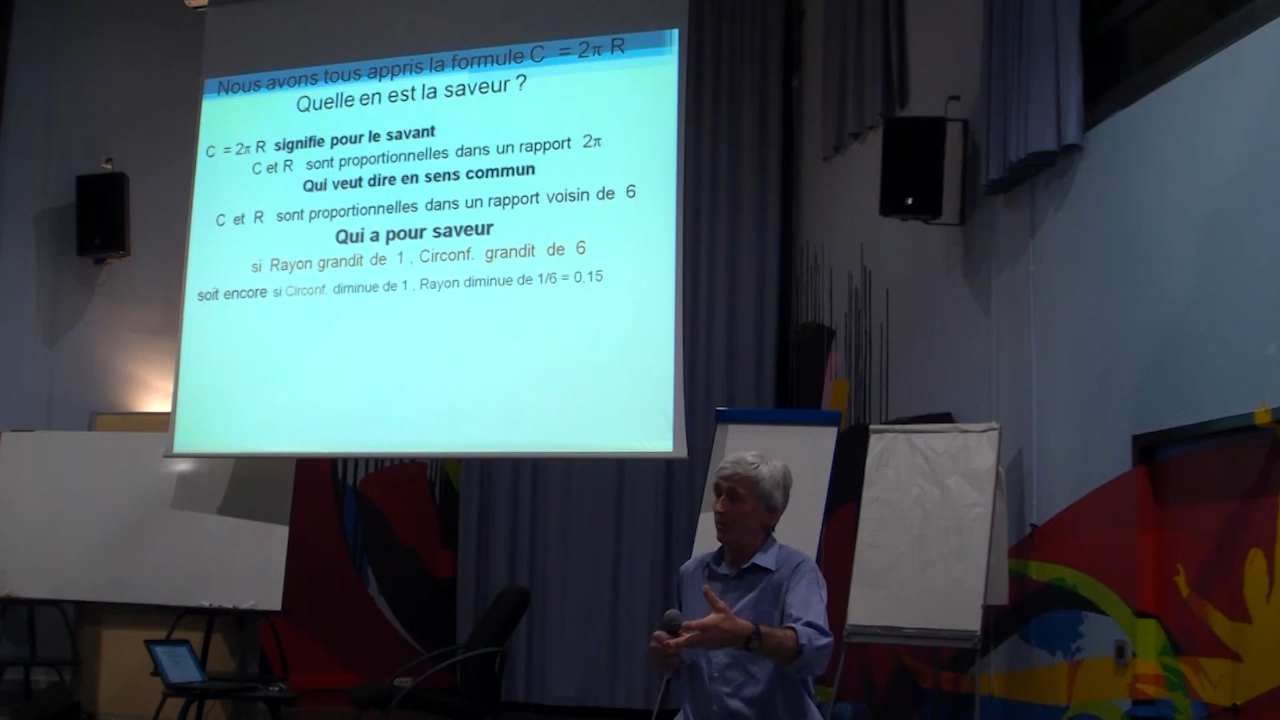 Nous avons tous appris la formule C = 2π R
Quelle en est la saveur ?
C = 2π R signifie pour le savant
C et R sont proportionnelles dans un rapport 2π
Qui veut dire en sens commun
C et R sont proportionnelles dans un rapport voisin de 6
Qui a pour saveur
si Rayon grandit de 1 , Circonf. grandit de 6
soit encore si Circonf. diminue de 1 , Rayon diminue de 1/6 = 0,15